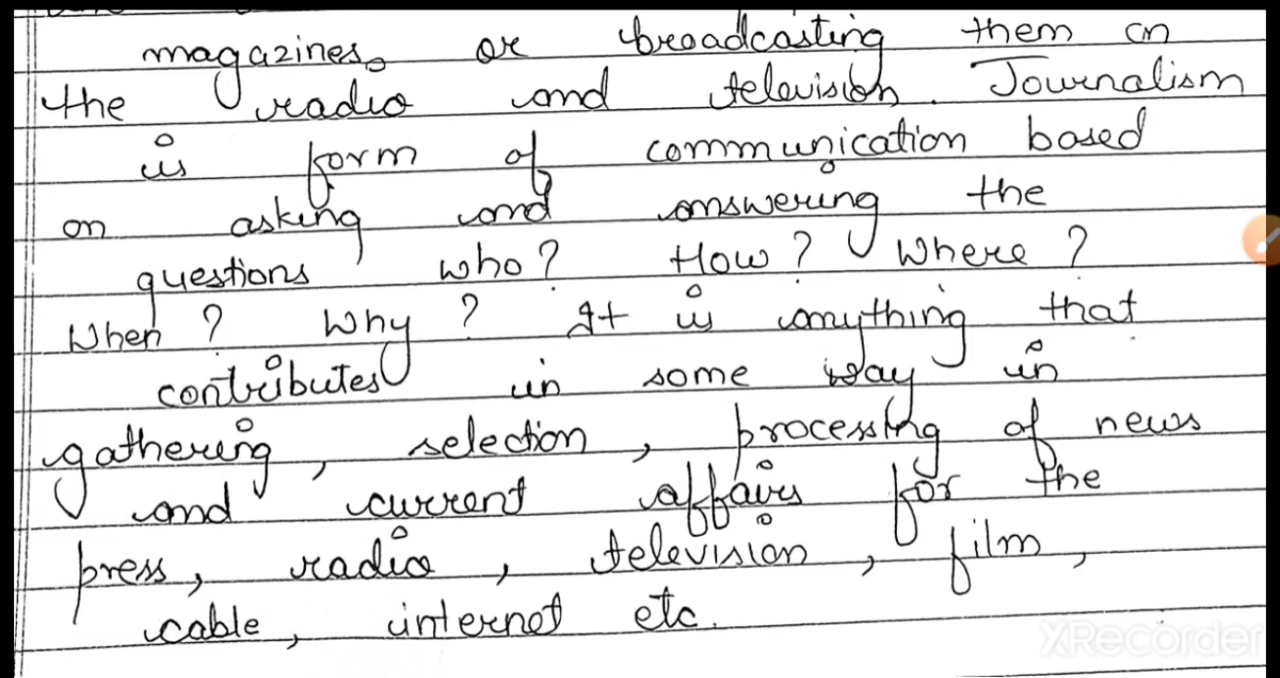 magazines. or broadcasting them on
the radio and television. Journalism
is form of communication based
on asking and answering the
questions who? How? Where?
When? Why? It is anything that
contributes in some way in
gathering, selection, processing of news
and current affairs for the
press, radio, television, film,
cable, internet etc.
XRecorder